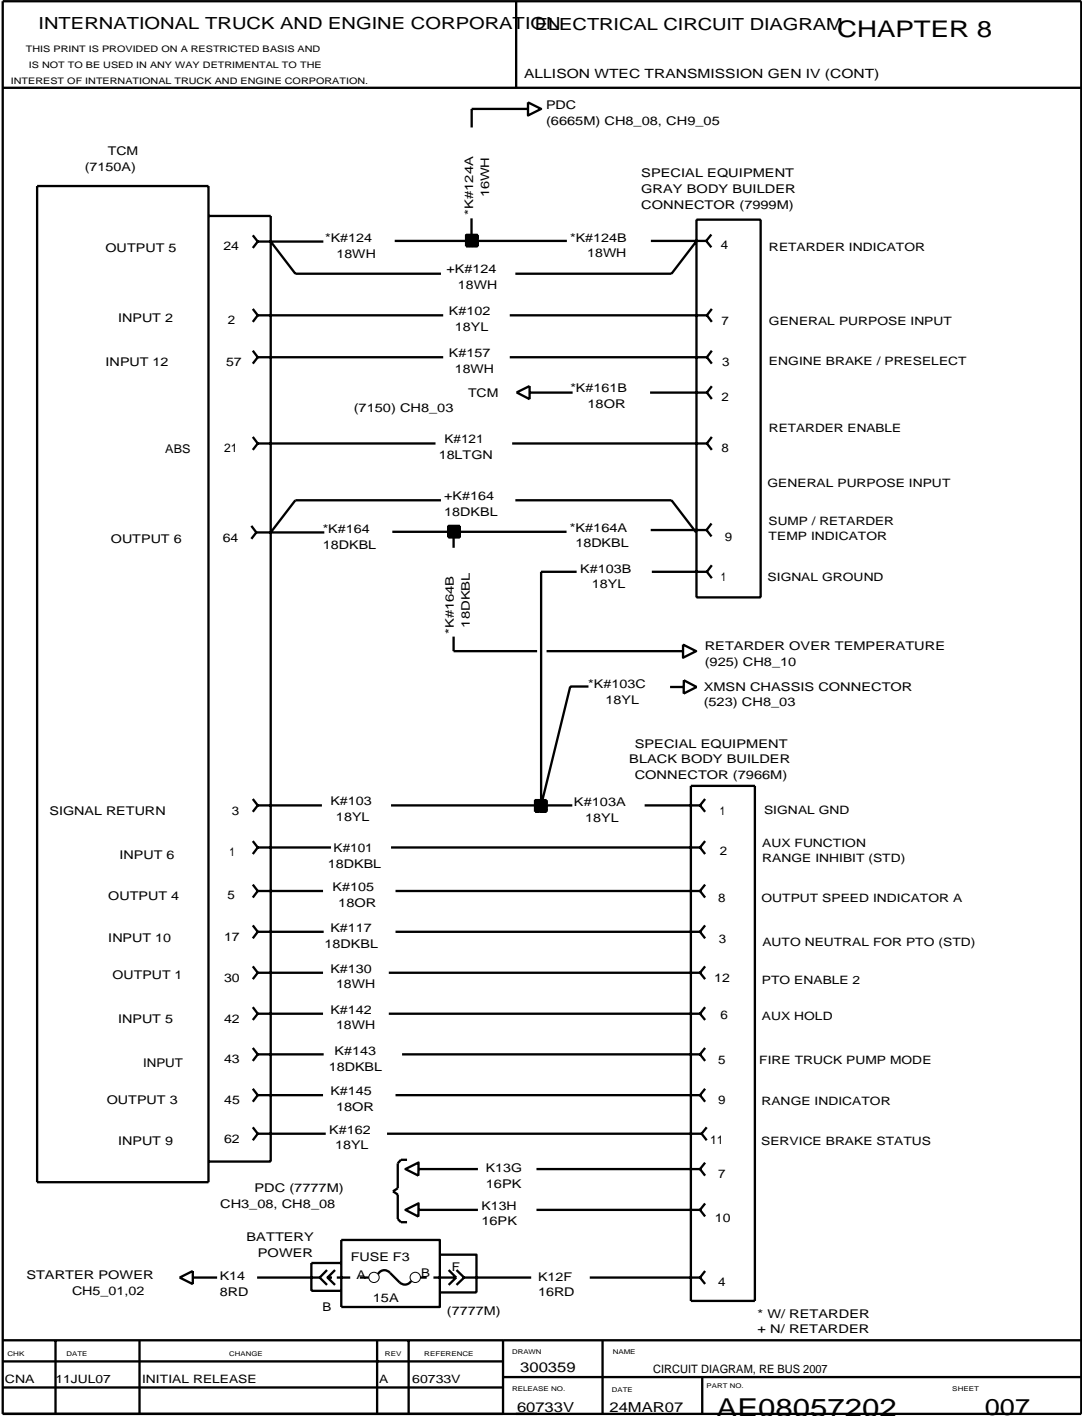 INTERNATIONAL TRUCK AND ENGINE CORPORATION
THIS PRINT IS PROVIDED ON A RESTRICTED BASIS AND
IS NOT TO BE USED IN ANY WAY DETRIMENTAL TO THE
INTEREST OF INTERNATIONAL TRUCK AND ENGINE CORPORATION.
ELECTRICAL CIRCUIT DIAGRAM
CHAPTER 8
ALLISON WTEC TRANSMISSION GEN IV (CONT)
PDC
(6665M) CH8_08, CH9_05
TCM
(7150A)
*K#124A
16WH
SPECIAL EQUIPMENT
GRAY BODY BUILDER
CONNECTOR (7999M)
OUTPUT 5 24 *K#124 *K#124B 4 RETARDER INDICATOR
18WH 18WH
+K#124
18WH
INPUT 2 2 K#102 7 GENERAL PURPOSE INPUT
18YL
INPUT 12 57 K#157 3 ENGINE BRAKE / PRESELECT
18WH
TCM *K#161B 2
(7150) CH8_03 18OR
RETARDER ENABLE
ABS 21 K#121 8
18LTGN
GENERAL PURPOSE INPUT
+K#164
18DKBL
OUTPUT 6 64 *K#164 *K#164A 9 SUMP / RETARDER
18DKBL 18DKBL TEMP INDICATOR
K#103B 1 SIGNAL GROUND
18YL
*K#164B
18DKBL
RETARDER OVER TEMPERATURE
(925) CH8_10
*K#103C XMSN CHASSIS CONNECTOR
18YL (523) CH8_03
SPECIAL EQUIPMENT
BLACK BODY BUILDER
CONNECTOR (7966M)
SIGNAL RETURN 3 K#103 K#103A 1 SIGNAL GND
18YL 18YL
INPUT 6 1 K#101 2 AUX FUNCTION
18DKBL RANGE INHIBIT (STD)
OUTPUT 4 5 K#105 8 OUTPUT SPEED INDICATOR A
18OR
INPUT 10 17 K#117 3 AUTO NEUTRAL FOR PTO (STD)
18DKBL
OUTPUT 1 30 K#130 12 PTO ENABLE 2
18WH
INPUT 5 42 K#142 6 AUX HOLD
18WH
INPUT 43 K#143 5 FIRE TRUCK PUMP MODE
18DKBL
OUTPUT 3 45 K#145 9 RANGE INDICATOR
18OR
INPUT 9 62 K#162 11 SERVICE BRAKE STATUS
18YL
K13G 7
16PK
PDC (7777M)
CH3_08, CH8_08
K13H 10
16PK
BATTERY
POWER
FUSE F3
STARTER POWER K14 A B F K12F 4
CH5_01,02 8RD 16RD
15A
B (7777M)
* W/ RETARDER
+ N/ RETARDER
CHK DATE CHANGE REV REFERENCE
CNA 11JUL07 INITIAL RELEASE A 60733V
DRAWN
300359
NAME
CIRCUIT DIAGRAM, RE BUS 2007
RELEASE NO.
60733V
DATE
24MAR07
PART NO.
AE08057202
SHEET
007